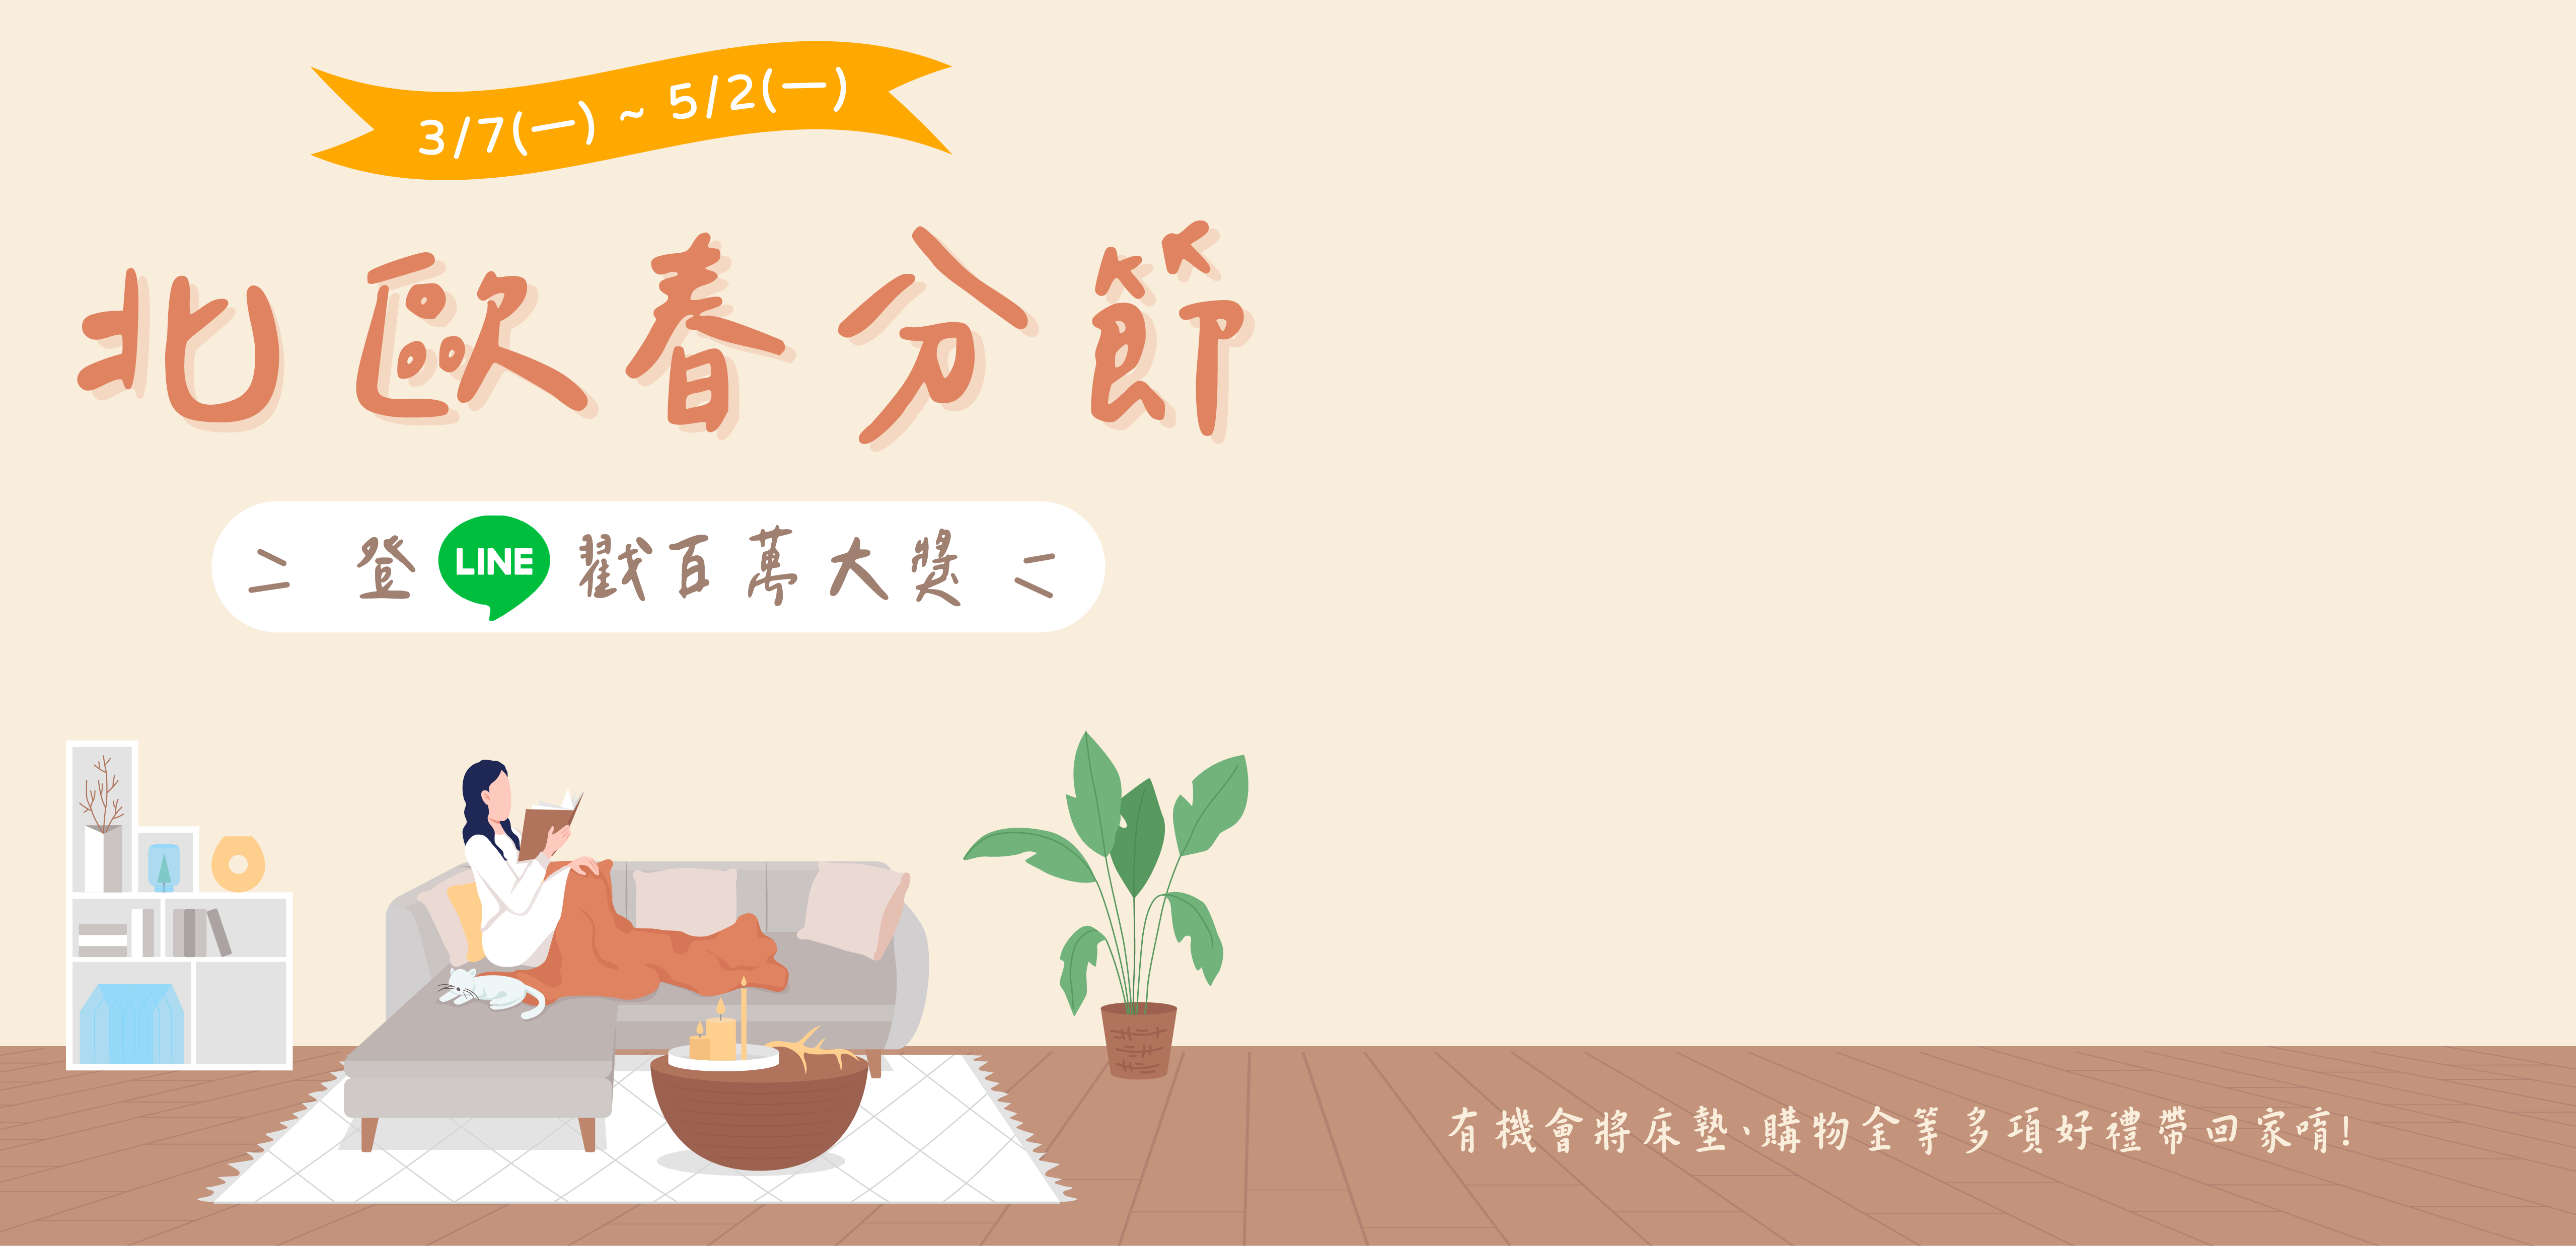 3/7(一) ~ 5/2(一)
北歐春分節
登 LINE 戳百萬大獎
有機會將床墊、購物金等多項好禮帶回家唷!